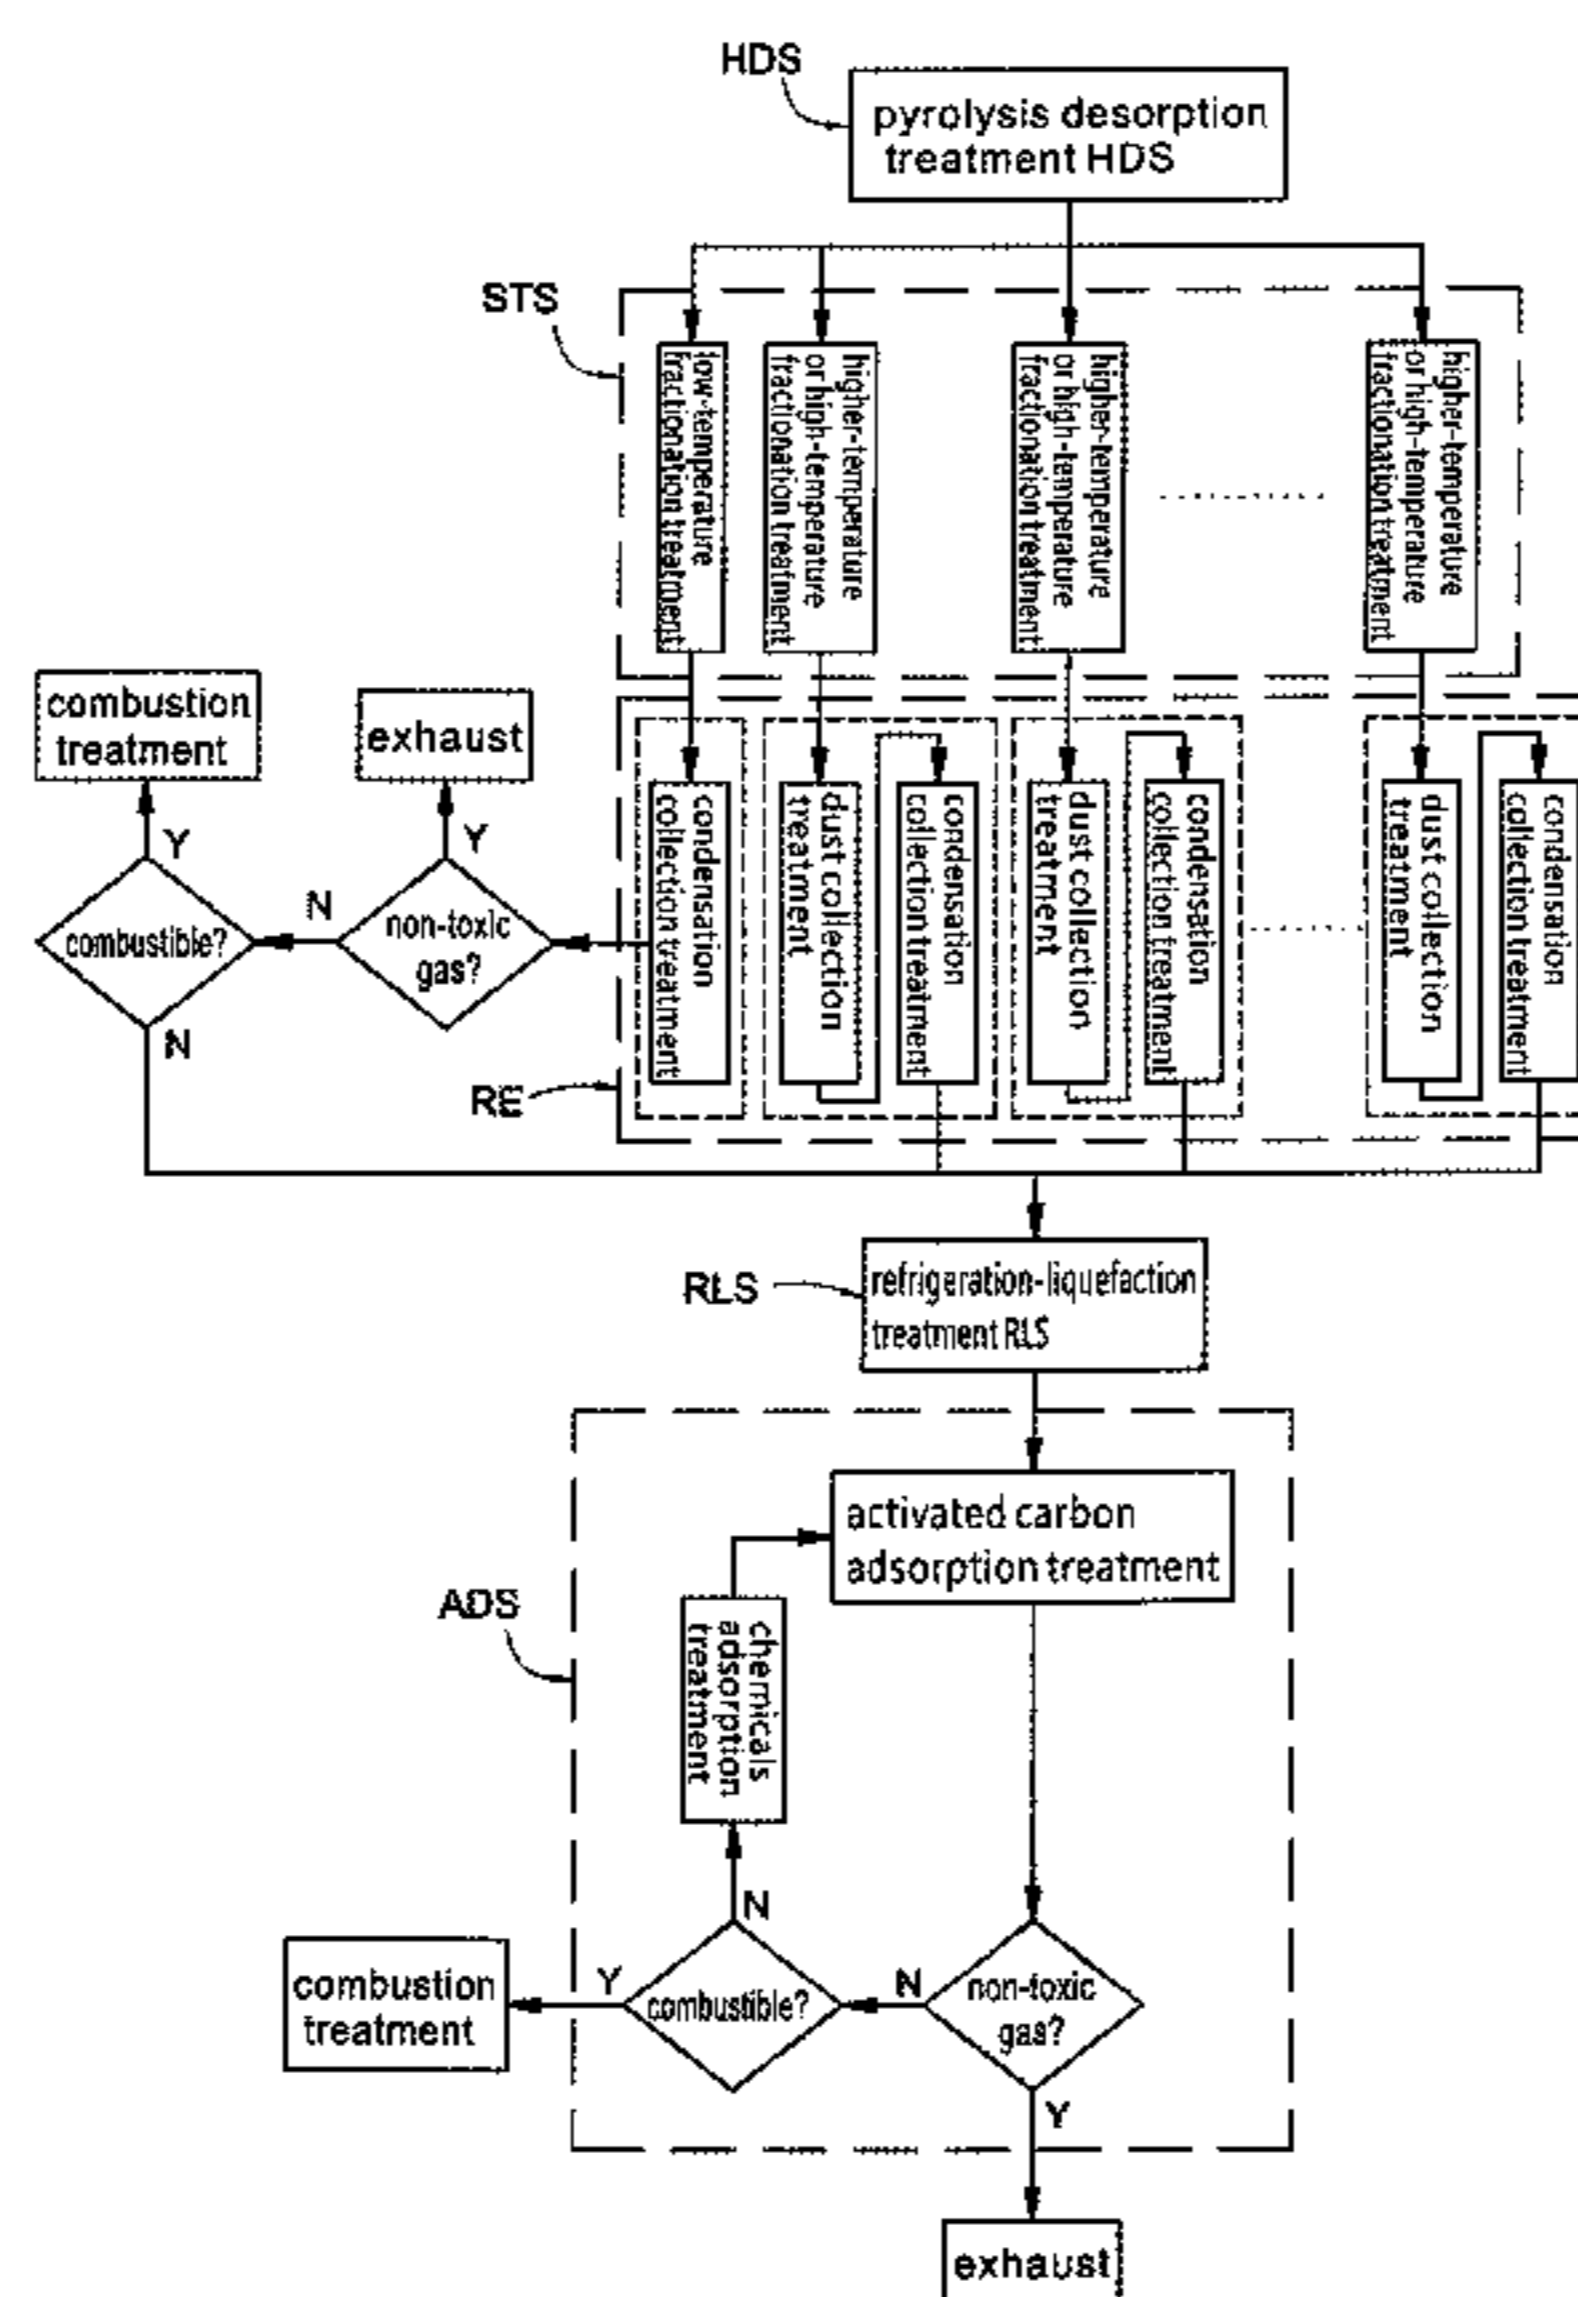 HDS
pyrolysis desorption
treatment HDS
STS
low-temperature
fractionation treatment
higher-temperature
or high-temperature
fractionation treatment
higher-temperature
or high-temperature
fractionation treatment
higher-temperature
or high-temperature
fractionation treatment
combustion
treatment
exhaust
Y
Y
combustible?
N
non-toxic
gas?
N
RE
condensation
collection treatment
dust collection
treatment
condensation
collection treatment
dust collection
treatment
condensation
collection treatment
dust collection
treatment
condensation
collection treatment
RLS
refrigeration-liquefaction
treatment RLS
activated carbon
adsorption treatment
ADS
chemicals
adsorption
treatment
N
combustion
treatment
Y
combustible?
N
non-toxic
gas?
Y
exhaust